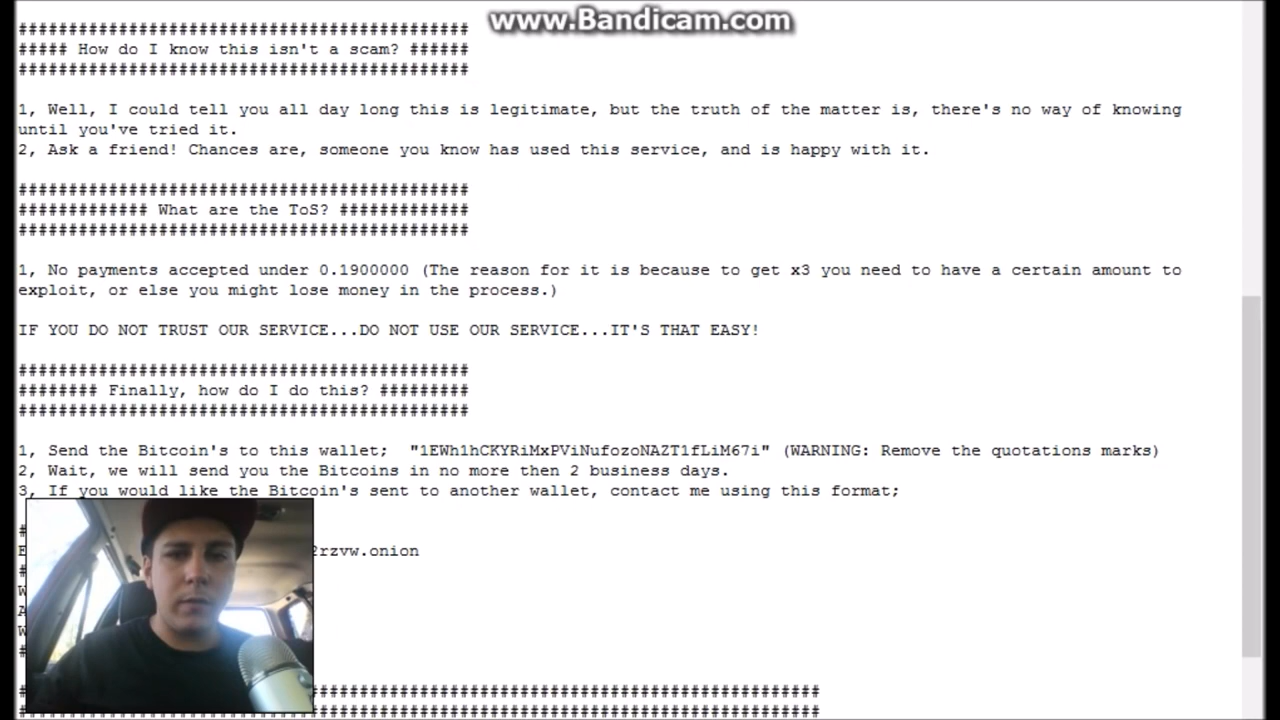 www.Bandicam.com
#############################################
##### How do I know this isn't a scam? ######
#############################################
1, Well, I could tell you all day long this is legitimate, but the truth of the matter is, there's no way of knowing
until you've tried it.
2, Ask a friend! Chances are, someone you know has used this service, and is happy with it.
#############################################
############# What are the ToS? #############
#############################################
1, No payments accepted under 0.1900000 (The reason for it is because to get x3 you need to have a certain amount to
exploit, or else you might lose money in the process.)
IF YOU DO NOT TRUST OUR SERVICE...DO NOT USE OUR SERVICE...IT'S THAT EASY!
#############################################
######## Finally, how do I do this? #########
#############################################
1, Send the Bitcoin's to this wallet;  "1EWh1hCKYRiMxPViNufozoNAZT1fLiM67i" (WARNING: Remove the quotations marks)
2, Wait, we will send you the Bitcoins in no more then 2 business days.
3, If you would like the Bitcoin's sent to another wallet, contact me using this format;
2rzvw.onion
###################################################
###################################################